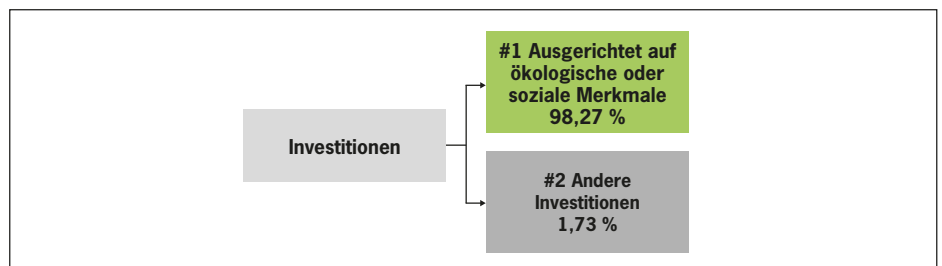 Investitionen
#1 Ausgerichtet auf
ökologische oder
soziale Merkmale
98,27 %
#2 Andere
Investitionen
1,73 %